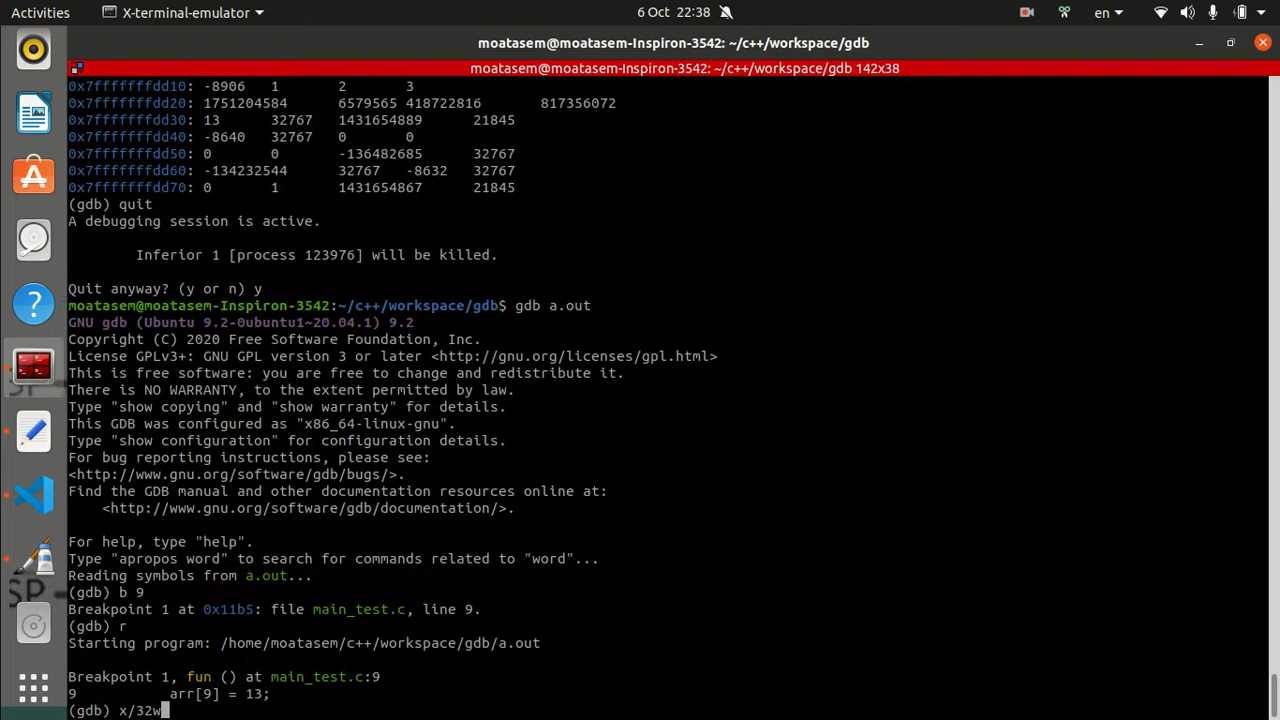 Activities X-terminal-emulator 6 Oct 22:38 en
moatasem@moatasem-Inspiron-3542: ~/c++/workspace/gdb
moatasem@moatasem-Inspiron-3542: ~/c++/workspace/gdb 142x38
0x7fffffffdd10: -8906 1 2 3
0x7fffffffdd20: 1751204584 6579565 418722816 817356072
0x7fffffffdd30: 13 32767 1431654889 21845
0x7fffffffdd40: -8640 32767 0 0
0x7fffffffdd50: 0 0 -136482685 32767
0x7fffffffdd60: -134232544 32767 -8632 32767
0x7fffffffdd70: 0 1 1431654867 21845
(gdb) quit
A debugging session is active.
Inferior 1 [process 123976] will be killed.
Quit anyway? (y or n) y
moatasem@moatasem-Inspiron-3542:~/c++/workspace/gdb$ gdb a.out
GNU gdb (Ubuntu 9.2-0ubuntu1~20.04.1) 9.2
Copyright (C) 2020 Free Software Foundation, Inc.
License GPLv3+: GNU GPL version 3 or later <http://gnu.org/licenses/gpl.html>
This is free software: you are free to change and redistribute it.
There is NO WARRANTY, to the extent permitted by law.
Type "show copying" and "show warranty" for details.
This GDB was configured as "x86_64-linux-gnu".
Type "show configuration" for configuration details.
For bug reporting instructions, please see:
<http://www.gnu.org/software/gdb/bugs/>.
Find the GDB manual and other documentation resources online at:
<http://www.gnu.org/software/gdb/documentation/>.
For help, type "help".
Type "apropos word" to search for commands related to "word"...
Reading symbols from a.out...
(gdb) b 9
Breakpoint 1 at 0x11b5: file main_test.c, line 9.
(gdb) r
Starting program: /home/moatasem/c++/workspace/gdb/a.out
Breakpoint 1, fun () at main_test.c:9
9 arr[9] = 13;
(gdb) x/32w